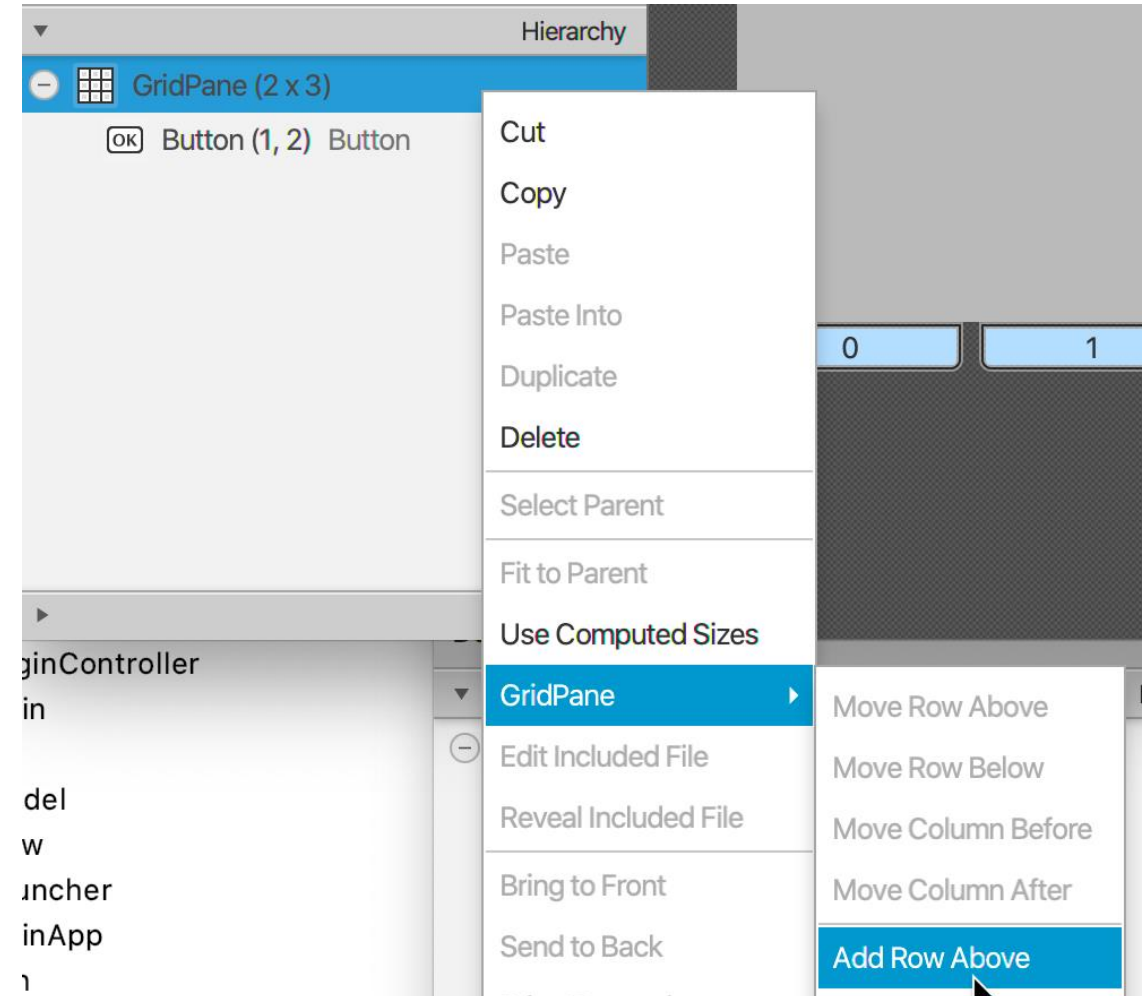 Hierarchy
GridPane (2 x 3)
OK Button (1, 2) Button
Cut
Copy
Paste
Paste Into
Duplicate
Delete
Select Parent
Fit to Parent
Use Computed Sizes
GridPane
Edit Included File
Reveal Included File
Bring to Front
Send to Back
0 1
Move Row Above
Move Row Below
Move Column Before
Move Column After
Add Row Above
ginController
in
del
w
uncher
inApp